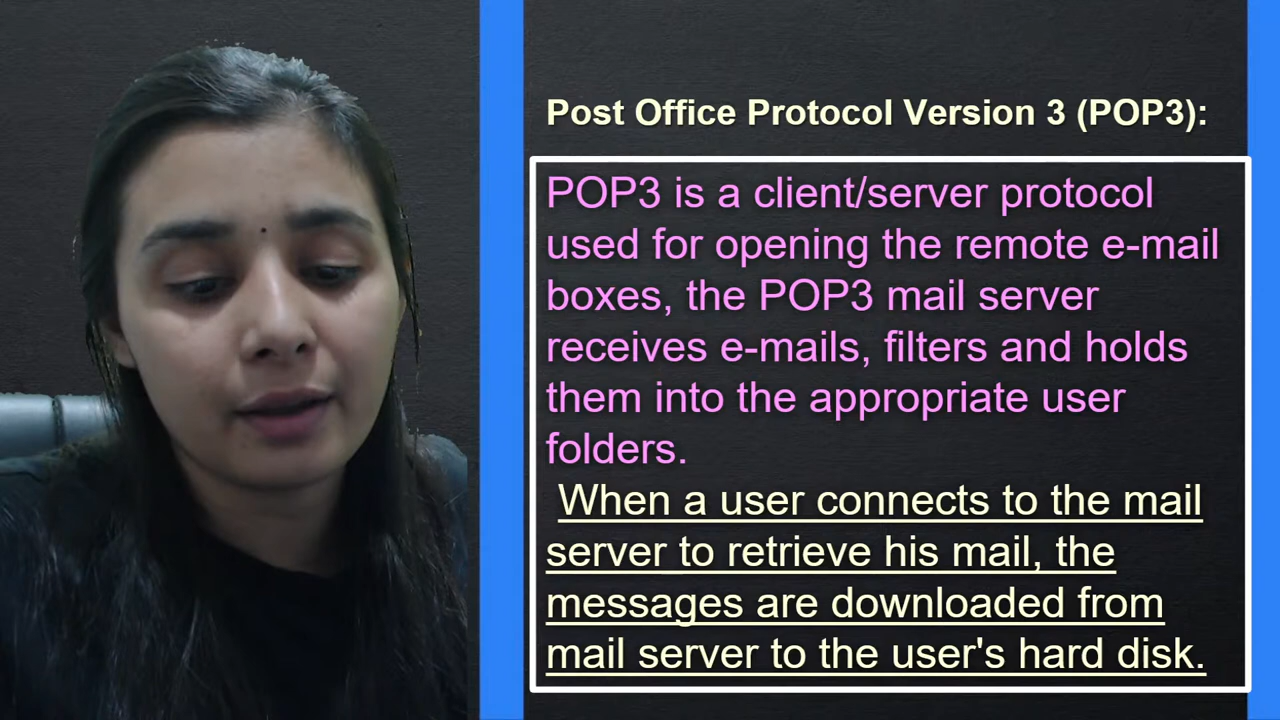 Post Office Protocol Version 3 (POP3):
POP3 is a client/server protocol
used for opening the remote e-mail
boxes, the POP3 mail server
receives e-mails, filters and holds
them into the appropriate user
folders.
When a user connects to the mail
server to retrieve his mail, the
messages are downloaded from
mail server to the user's hard disk.